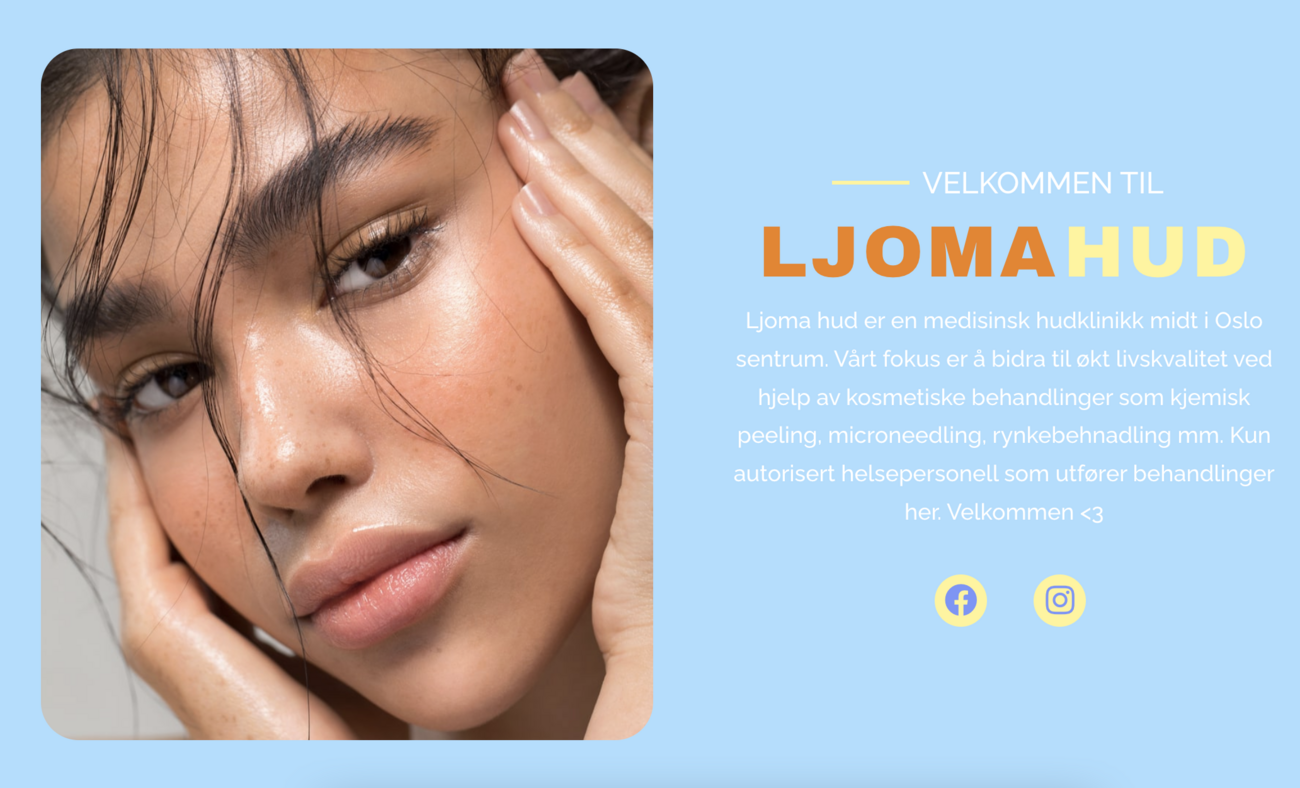 VELKOMMEN TIL
LJOMA HUD
Ljoma hud er en medisinsk hudklinikk midt i Oslo
sentrum. Vårt fokus er å bidra til økt livskvalitet ved
hjelp av kosmetiske behandlinger som kjemisk
peeling, microneedling, rynkebehnadling mm. Kun
autorisert helsepersonell som utfører behandlinger
her. Velkommen <3